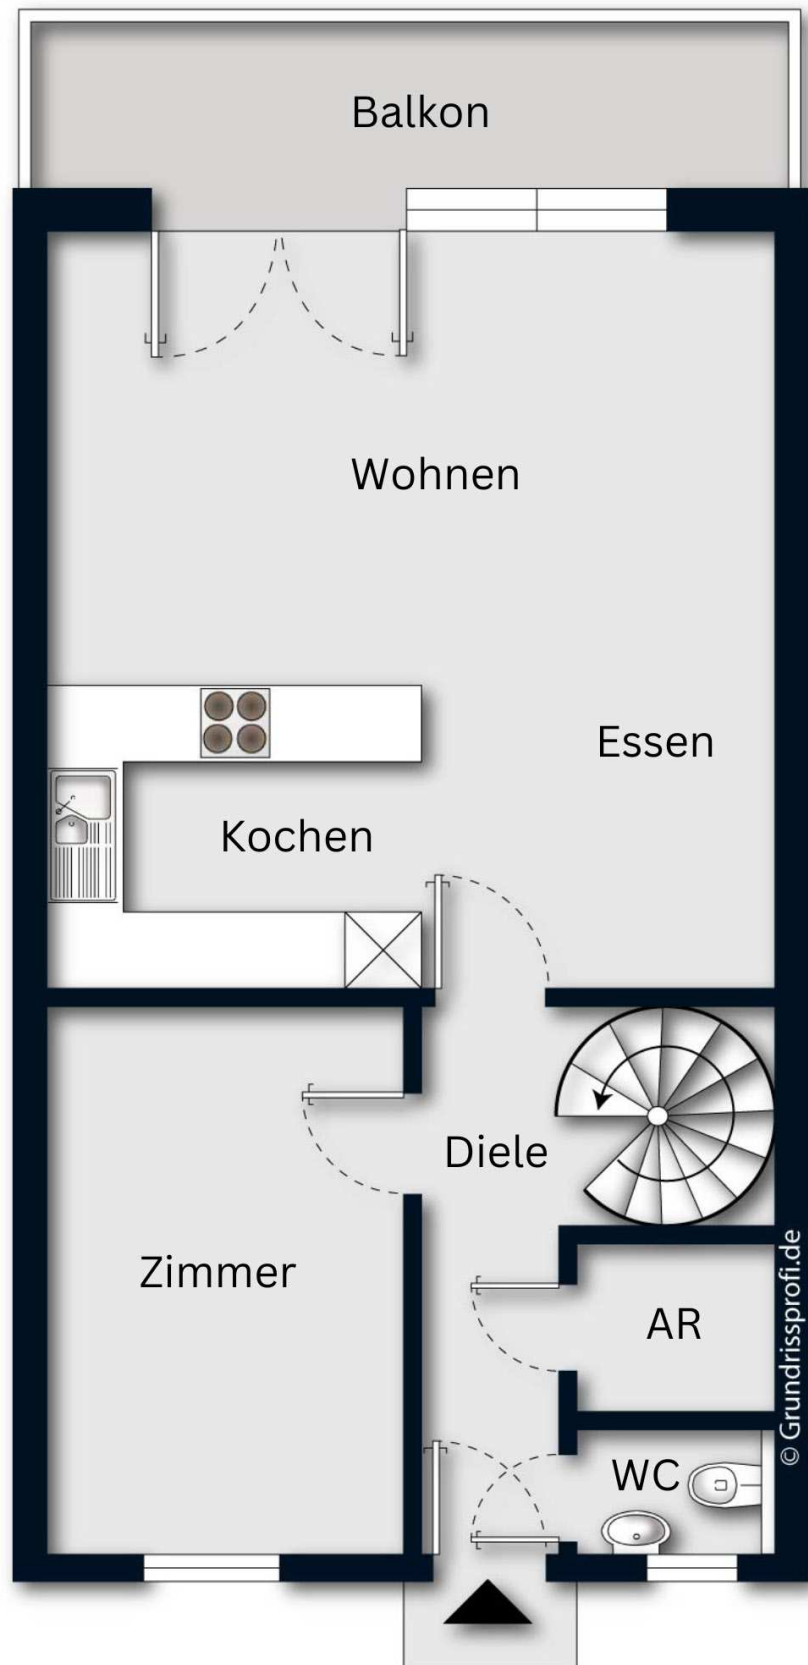 Balkon
Wohnen
Essen
Kochen
Diele
Zimmer
AR
WC
© Grundrissprofi.de